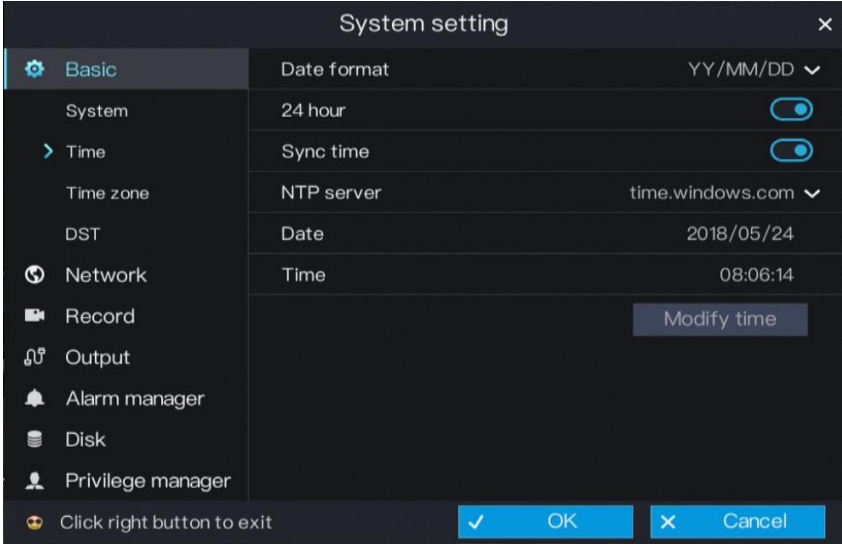 System setting
Basic
Date format YY/MM/DD
System
24 hour
Time
Sync time
Time zone
NTP server time.windows.com
DST
Date 2018/05/24
Network
Time 08:06:14
Record
Modify time
Output
Alarm manager
Disk
Privilege manager
Click right button to exit
OK
Cancel